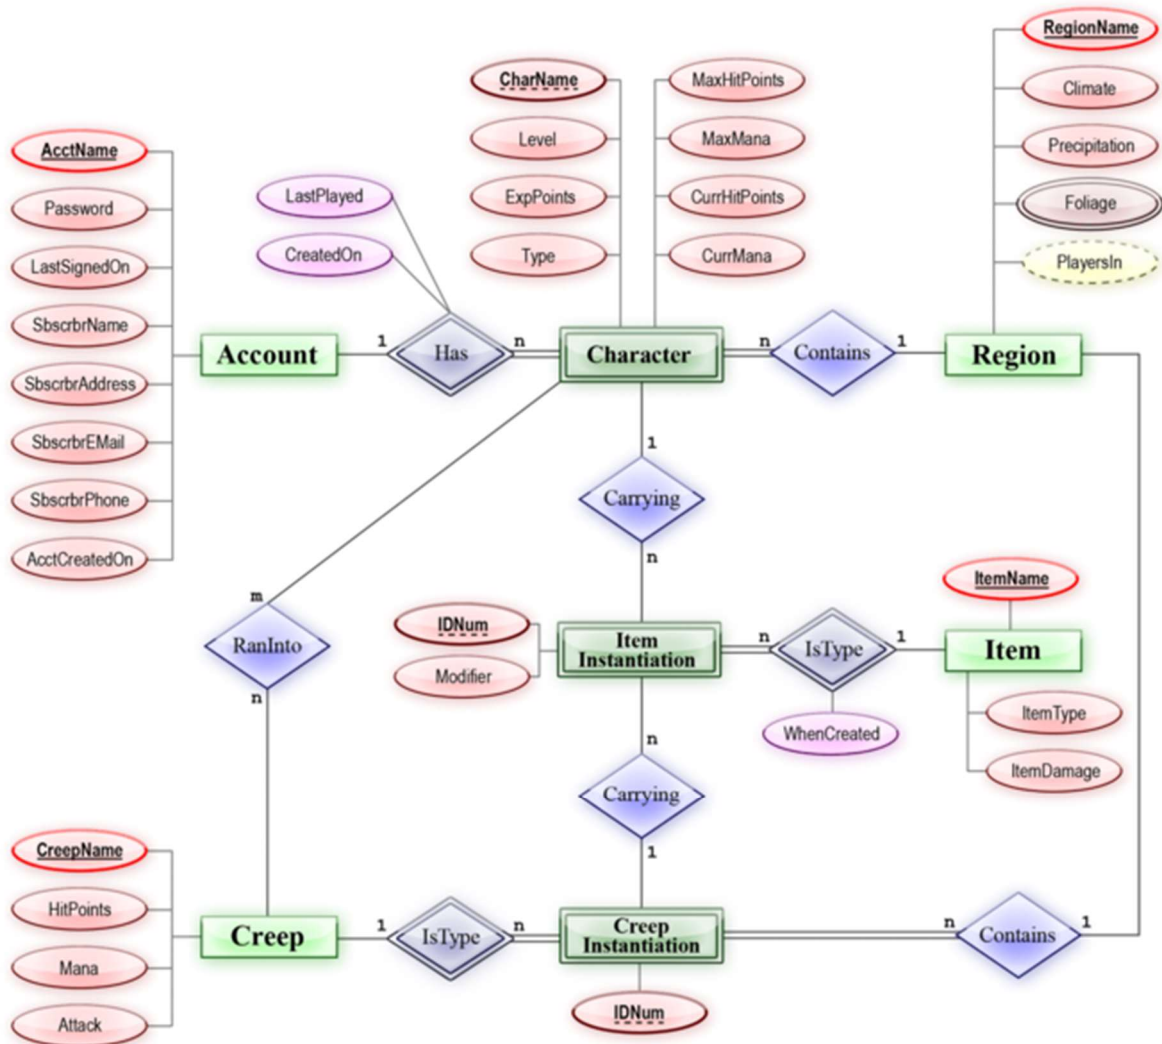 RegionName
CharName
MaxHitPoints
Climate
AcctName
Level
MaxMana
Precipitation
Password
LastPlayed
ExpPoints
CurrHitPoints
Foliage
LastSignedOn
CreatedOn
Type
CurrMana
PlayersIn
SbscrbrName
1
n
n
1
Account
Has
Character
Contains
Region
SbscrbrAddress
SbscrbrEMail
1
SbscrbrPhone
Carrying
AcctCreatedOn
n
ItemName
m
IDNum
RanInto
Item
Instantiation
n
IsType
1
Item
Modifier
n
ItemType
n
WhenCreated
ItemDamage
Carrying
CreepName
1
HitPoints
Creep
1
IsType
n
Creep
Instantiation
n
Contains
1
Mana
IDNum
Attack